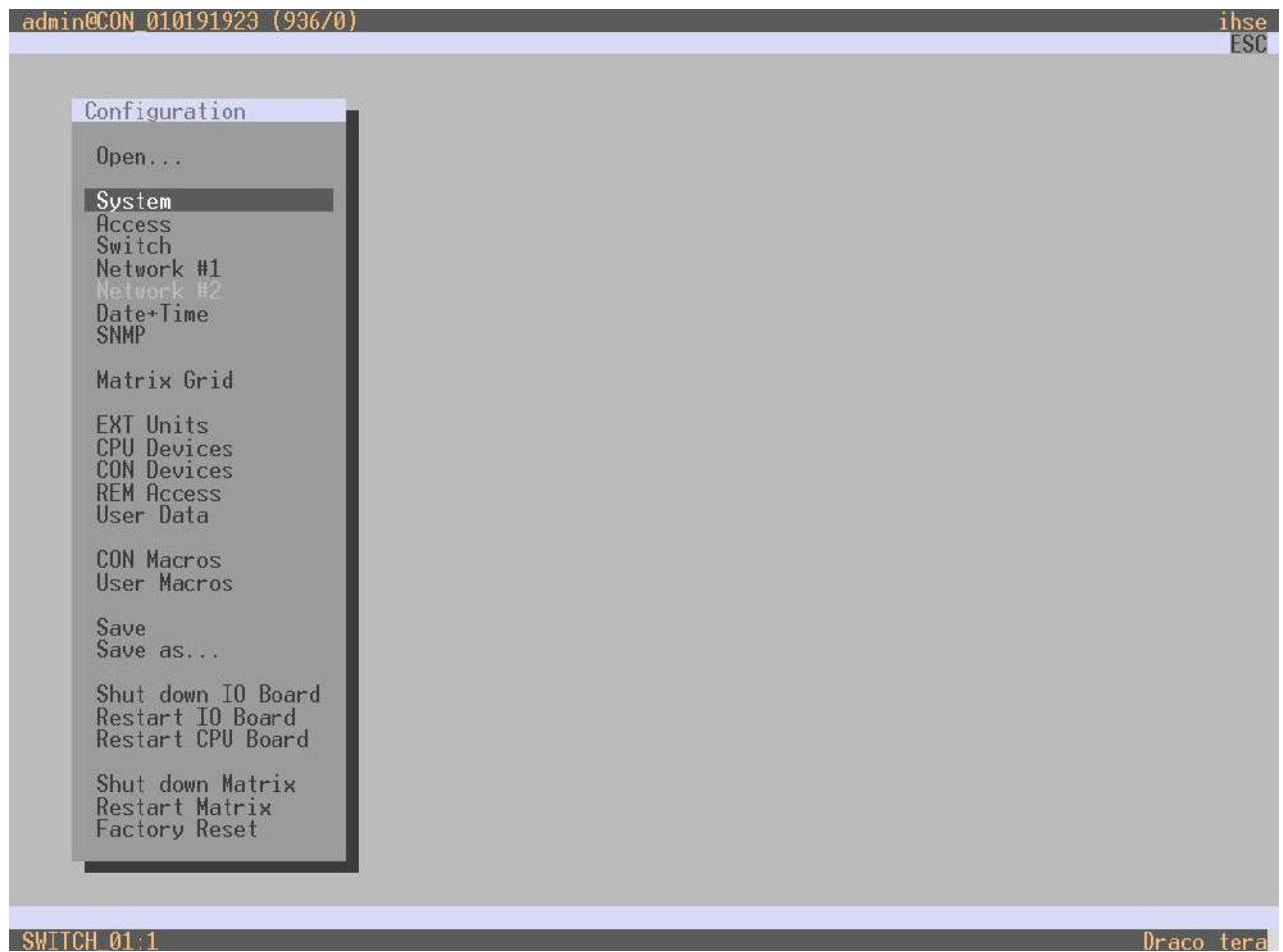 admin@CON_010191923 (936/0) ihse
ESC
Configuration
Open...
System
Access
Switch
Network #1
Network #2
Date+Time
SNMP
Matrix Grid
EXT Units
CPU Devices
CON Devices
REM Access
User Data
CON Macros
User Macros
Save
Save as...
Shut down IO Board
Restart IO Board
Restart CPU Board
Shut down Matrix
Restart Matrix
Factory Reset
SWITCH_01:1 Draco tera